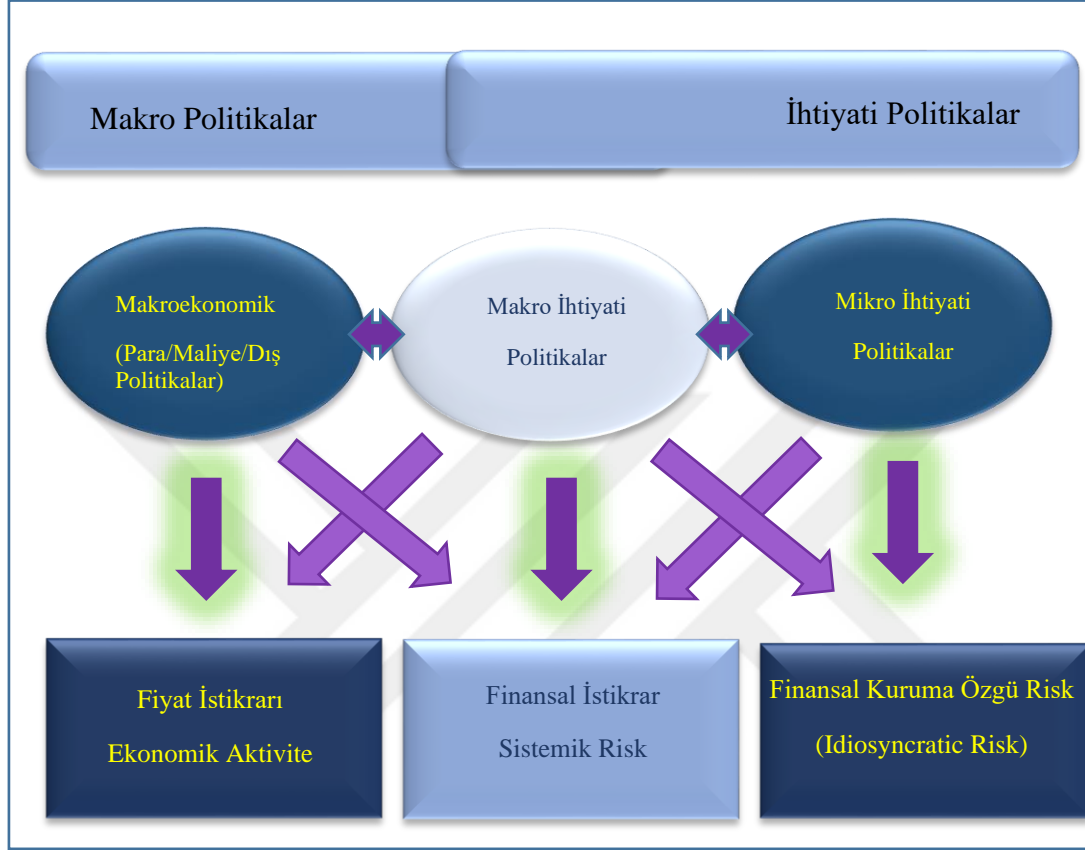 Makro Politikalar
İhtiyati Politikalar
Makroekonomik
(Para/Maliye/Dış
Politikalar)
Makro İhtiyati
Politikalar
Mikro İhtiyati
Politikalar
Fiyat İstikrarı
Ekonomik Aktivite
Finansal İstikrar
Sistemik Risk
Finansal Kuruma Özgü Risk
(Idiosyncratic Risk)